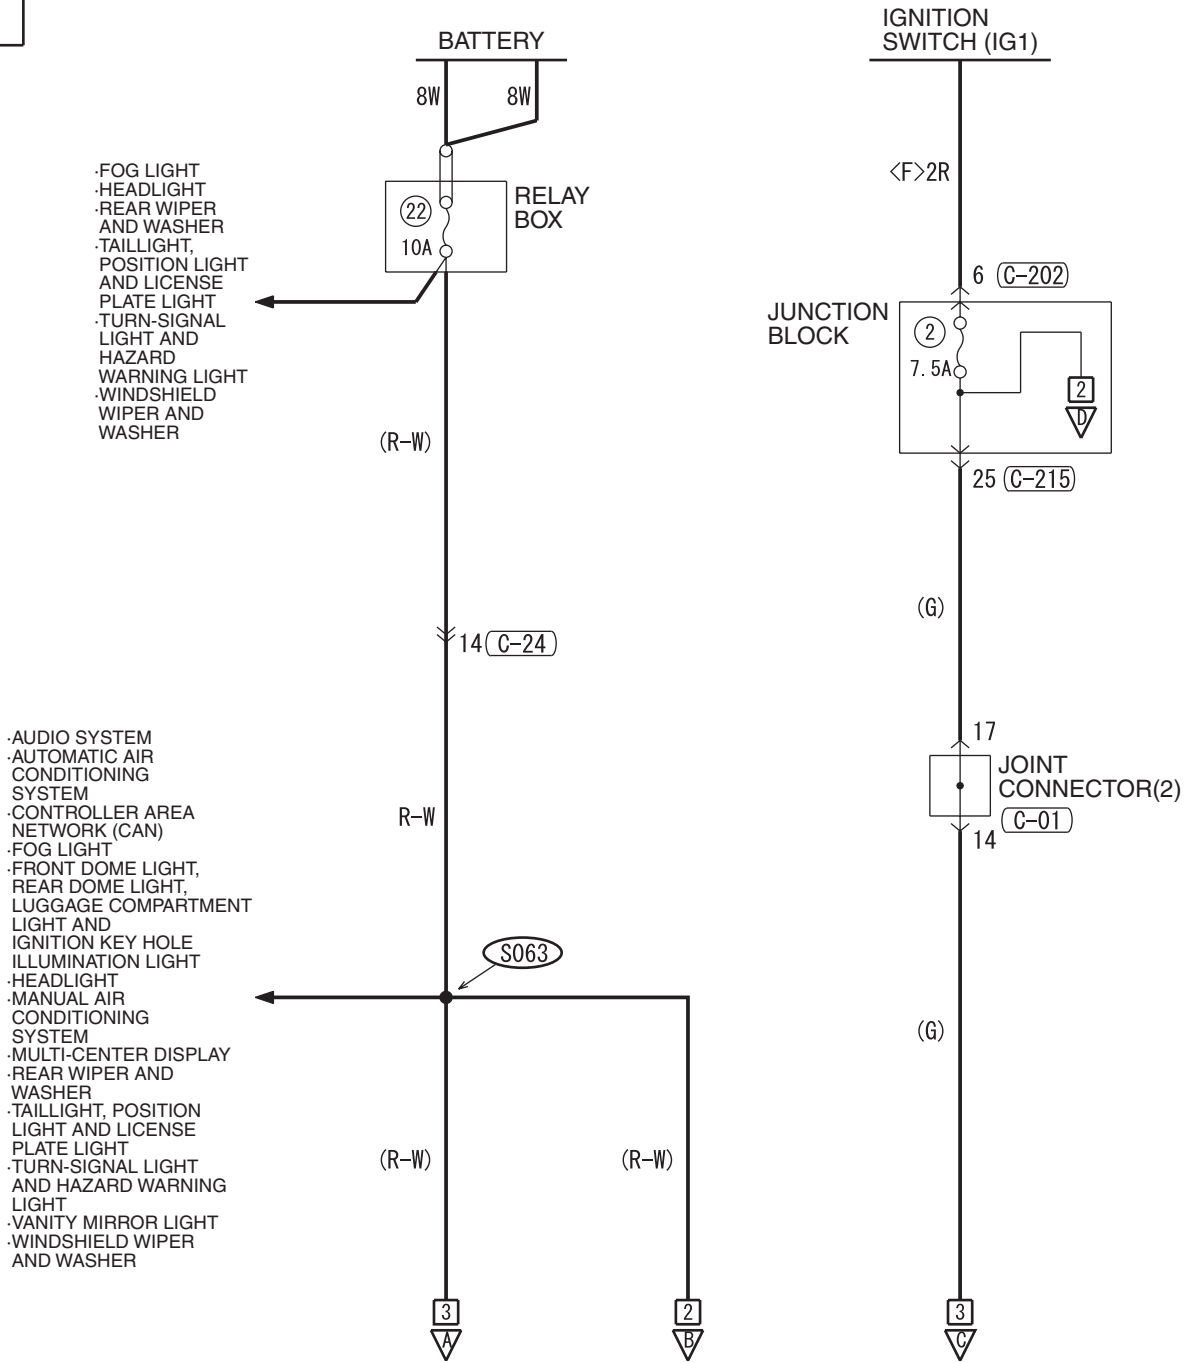 BATTERY
8W
8W
·FOG LIGHT
·HEADLIGHT
·REAR WIPER
AND WASHER
·TAILLIGHT,
POSITION LIGHT
AND LICENSE
PLATE LIGHT
·TURN-SIGNAL
LIGHT AND
HAZARD
WARNING LIGHT
·WINDSHIELD
WIPER AND
WASHER
22
10A
RELAY
BOX
(R-W)
14 C-24
R-W
·AUDIO SYSTEM
·AUTOMATIC AIR
CONDITIONING
SYSTEM
·CONTROLLER AREA
NETWORK (CAN)
·FOG LIGHT
·FRONT DOME LIGHT,
REAR DOME LIGHT,
LUGGAGE COMPARTMENT
LIGHT AND
IGNITION KEY HOLE
ILLUMINATION LIGHT
·HEADLIGHT
·MANUAL AIR
CONDITIONING
SYSTEM
·MULTI-CENTER DISPLAY
·REAR WIPER AND
WASHER
·TAILLIGHT, POSITION
LIGHT AND LICENSE
PLATE LIGHT
·TURN-SIGNAL LIGHT
AND HAZARD WARNING
LIGHT
·VANITY MIRROR LIGHT
·WINDSHIELD WIPER
AND WASHER
S063
(R-W)
(R-W)
3
A
2
B
IGNITION
SWITCH (IG1)
<F>2R
6 C-202
JUNCTION
BLOCK
2
7.5A
2
D
25 C-215
(G)
17
JOINT
CONNECTOR(2)
C-01
14
(G)
3
C